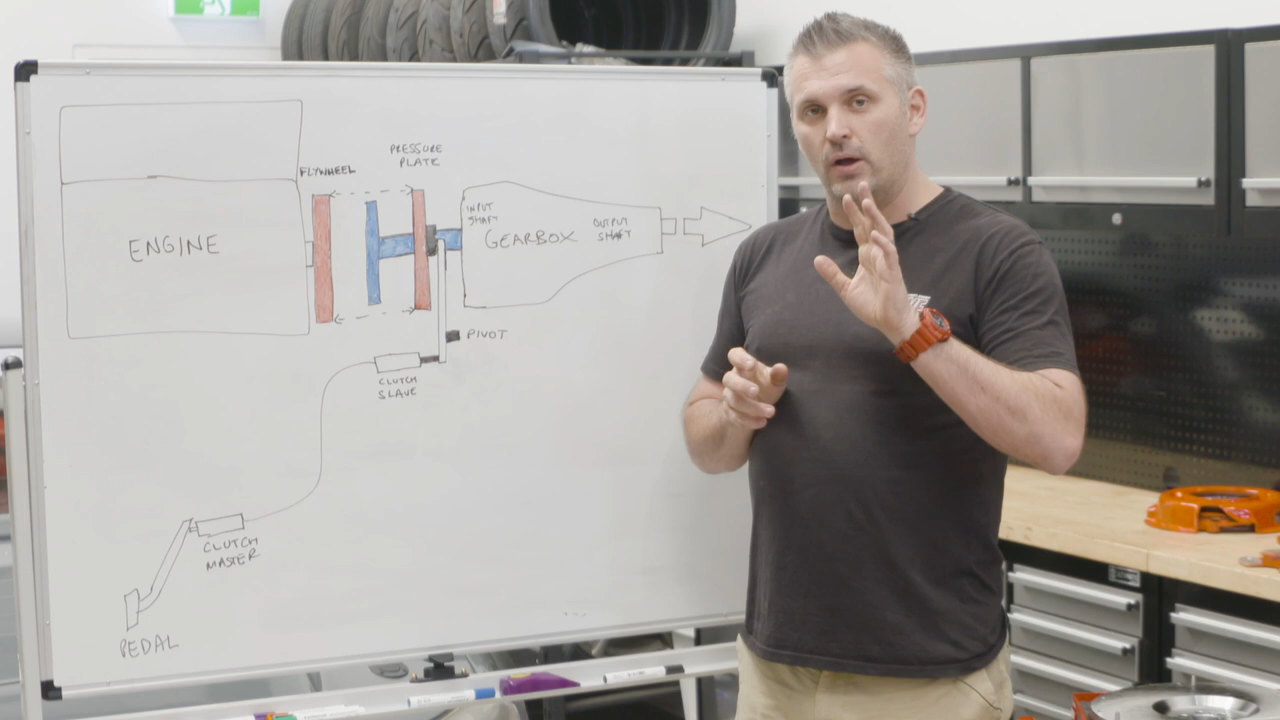 FLYWHEEL
PRESSURE
PLATE
ENGINE
INPUT
SHAFT
GEARBOX
OUTPUT
SHAFT
PIVOT
CLUTCH
SLAVE
CLUTCH
MASTER
PEDAL